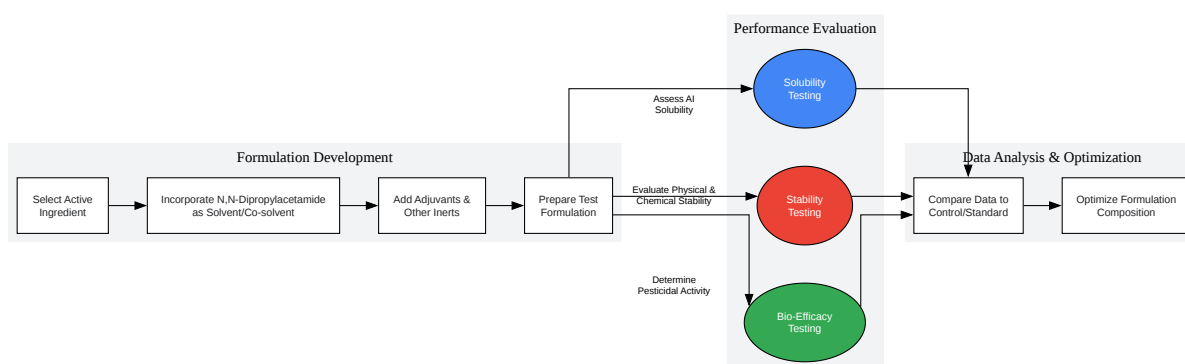 Performance Evaluation
Solubility
Testing
Assess AI
Solubility
Formulation Development
Data Analysis & Optimization
Select Active
Ingredient
Incorporate N,N-Dipropylacetamide
as Solvent/Co-solvent
Add Adjuvants &
Other Inerts
Prepare Test
Formulation
Evaluate Physical &
Chemical Stability
Stability
Testing
Compare Data to
Control/Standard
Optimize Formulation
Composition
Determine
Pesticidal Activity
Bio-Efficacy
Testing